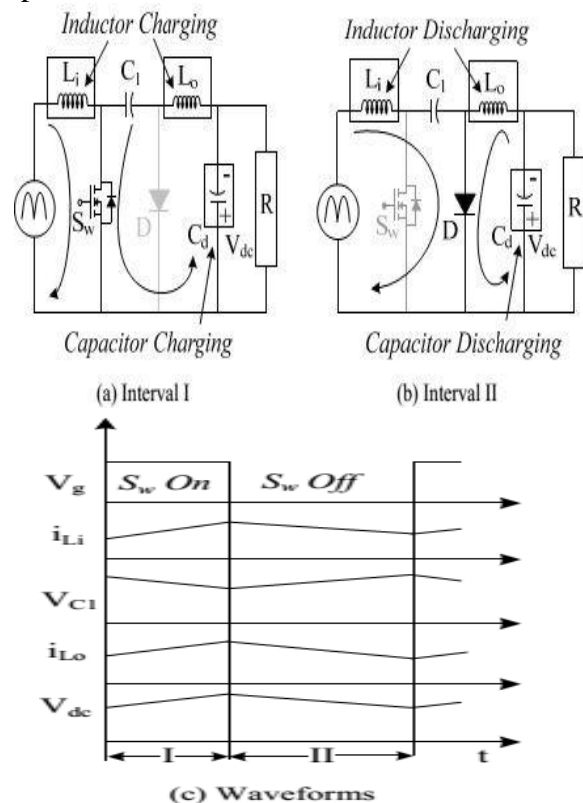 Inductor Charging
Li C1 Lo
Sw D Cd Vdc R
- +
Capacitor Charging
(a) Interval I
Inductor Discharging
Li C1 Lo
Sw D Cd Vdc R
- +
Capacitor Discharging
(b) Interval II
Vg Sw On Sw Off
iLi
VC1
iLo
Vdc
I II t
(c) Waveforms